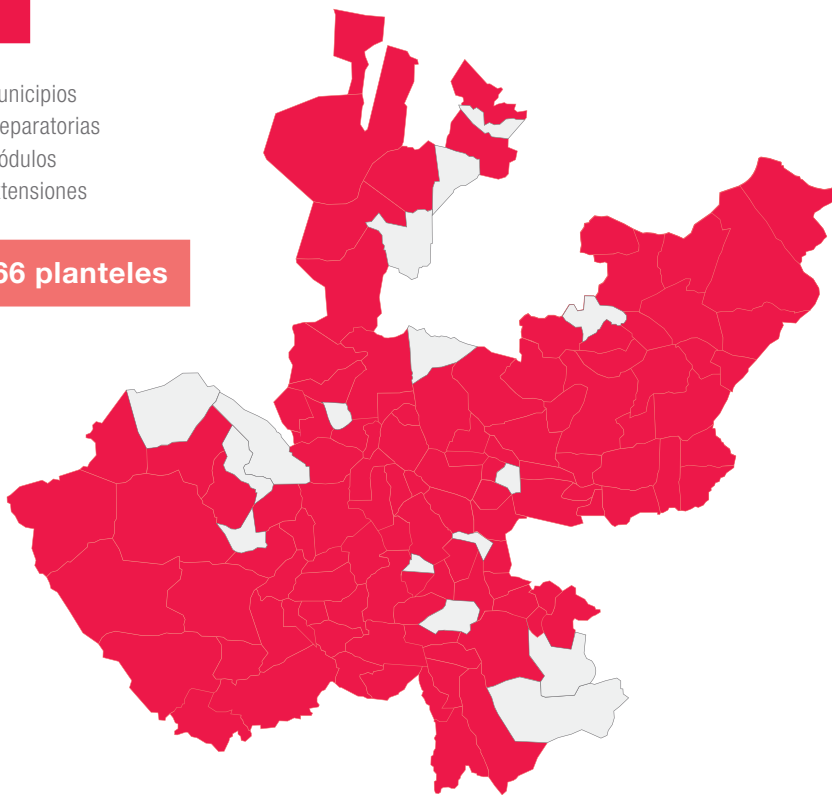 unicipios
eparatorias
ódulos
tensiones
66 planteles